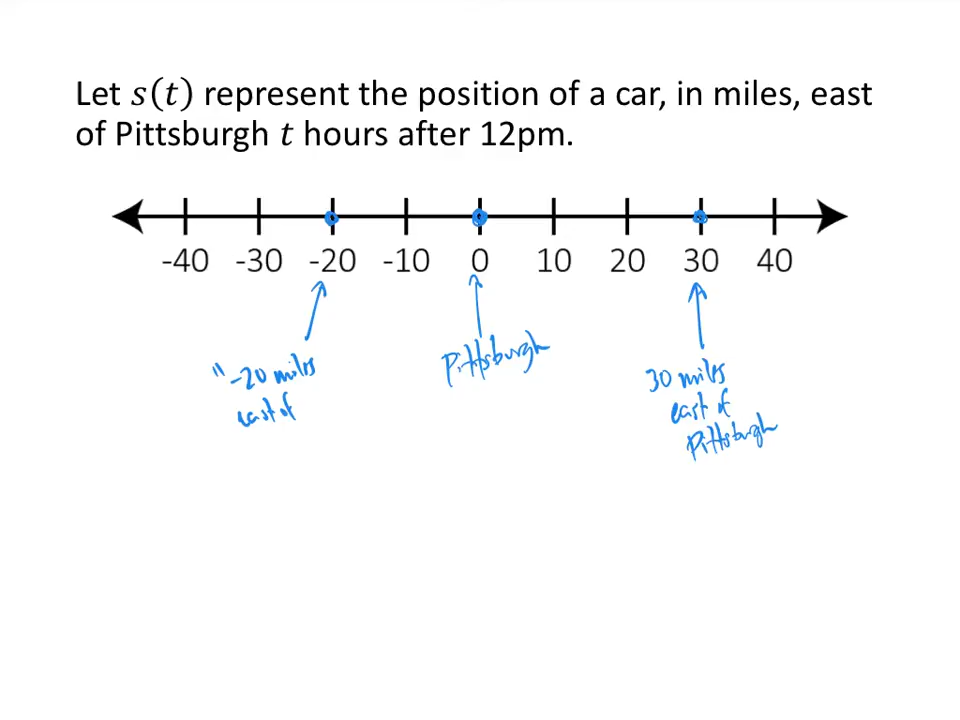 Let s(t) represent the position of a car, in miles, east
of Pittsburgh t hours after 12pm.
-40 -30 -20 -10 0 10 20 30 40
"-20 miles
east of
Pittsburgh
30 miles
east of
Pittsburgh